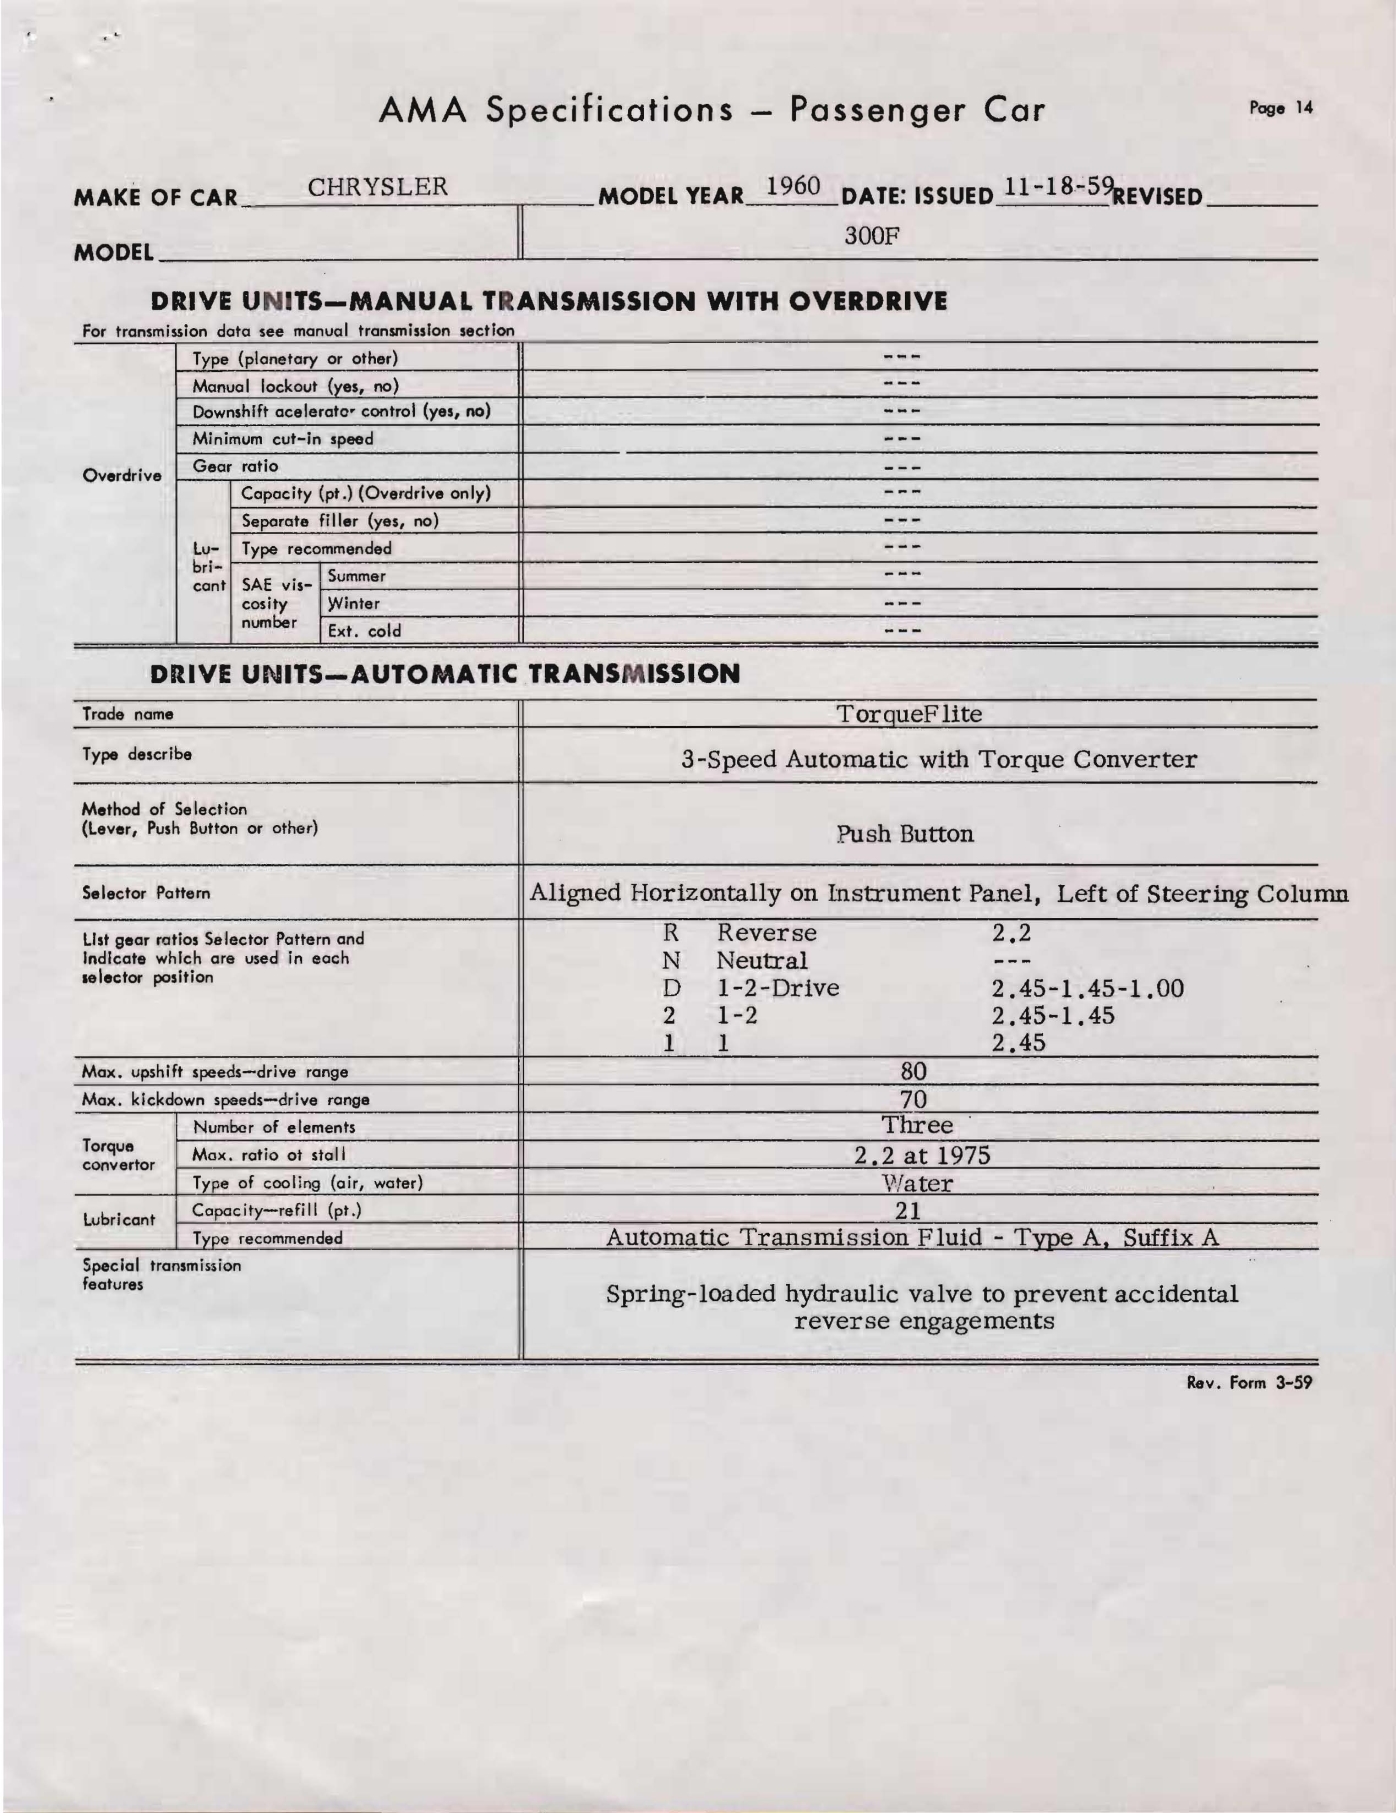 AMA Specifications – Passenger Car
Page 14
MAKE OF CAR CHRYSLER MODEL YEAR 1960 DATE: ISSUED 11-18-59 REVISED
MODEL 300F
DRIVE UNITS—MANUAL TRANSMISSION WITH OVERDRIVE
For transmission data see manual transmission section
Overdrive
Type (planetary or other) ---
Manual lockout (yes, no) ---
Downshift acelerator control (yes, no) ---
Minimum cut-in speed ---
Gear ratio ---
Lu-
bri-
cant
Capacity (pt.) (Overdrive only) ---
Separate filler (yes, no) ---
Type recommended ---
SAE vis-
cosity
number
Summer ---
Winter ---
Ext. cold ---
DRIVE UNITS—AUTOMATIC TRANSMISSION
Trade name TorqueFlite
Type describe 3-Speed Automatic with Torque Converter
Method of Selection
(Lever, Push Button or other) Push Button
Selector Pattern Aligned Horizontally on Instrument Panel, Left of Steering Column
List gear ratios Selector Pattern and
Indicate which are used in each
selector position
R Reverse 2.2
N Neutral ---
D 1-2-Drive 2.45-1.45-1.00
2 1-2 2.45-1.45
1 1 2.45
Max. upshift speeds—drive range 80
Max. kickdown speeds—drive range 70
Torque
convertor
Number of elements Three
Max. ratio at stall 2.2 at 1975
Type of cooling (air, water) Water
Lubricant
Capacity—refill (pt.) 21
Type recommended Automatic Transmission Fluid - Type A, Suffix A
Special transmission
features
Spring-loaded hydraulic valve to prevent accidental
reverse engagements
Rev. Form 3-59